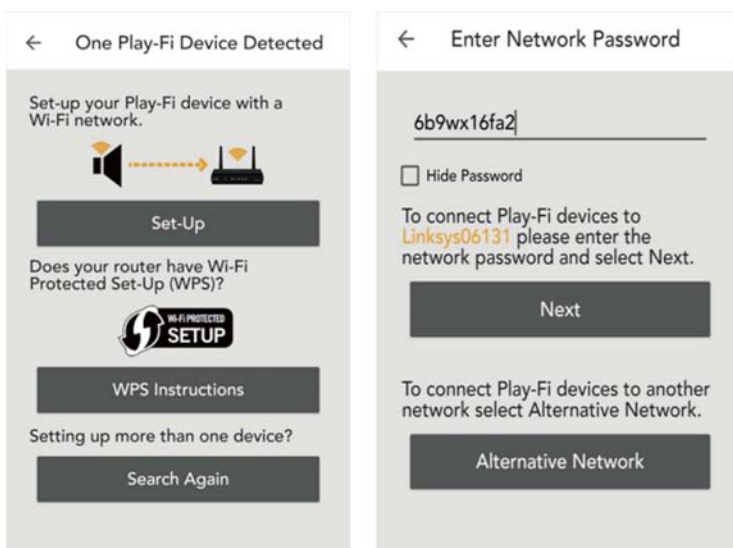 One Play-Fi Device Detected
Set-up your Play-Fi device with a
Wi-Fi network.
Set-Up
Does your router have Wi-Fi
Protected Set-Up (WPS)?
Wi-Fi PROTECTED
SETUP
WPS Instructions
Setting up more than one device?
Search Again
Enter Network Password
6b9wx16fa2
Hide Password
To connect Play-Fi devices to
Linksys06131 please enter the
network password and select Next.
Next
To connect Play-Fi devices to another
network select Alternative Network.
Alternative Network